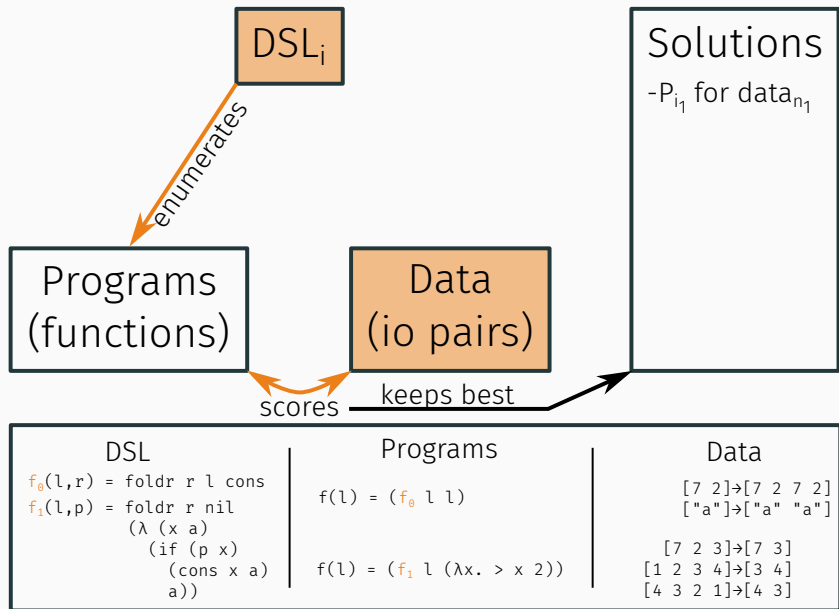 DSLᵢ
Solutions
-Pᵢ₁ for dataₙ₁
enumerates
Programs
(functions)
Data
(io pairs)
scores
keeps best
DSL
f₀(l,r) = foldr r l cons
f₁(l,p) = foldr r nil
(λ (x a)
(if (p x)
(cons x a)
a))
Programs
f(l) = (f₀ l l)
f(l) = (f₁ l (λx. > x 2))
Data
[7 2]→[7 2 7 2]
["a"]→["a" "a"]
[7 2 3]→[7 3]
[1 2 3 4]→[3 4]
[4 3 2 1]→[4 3]